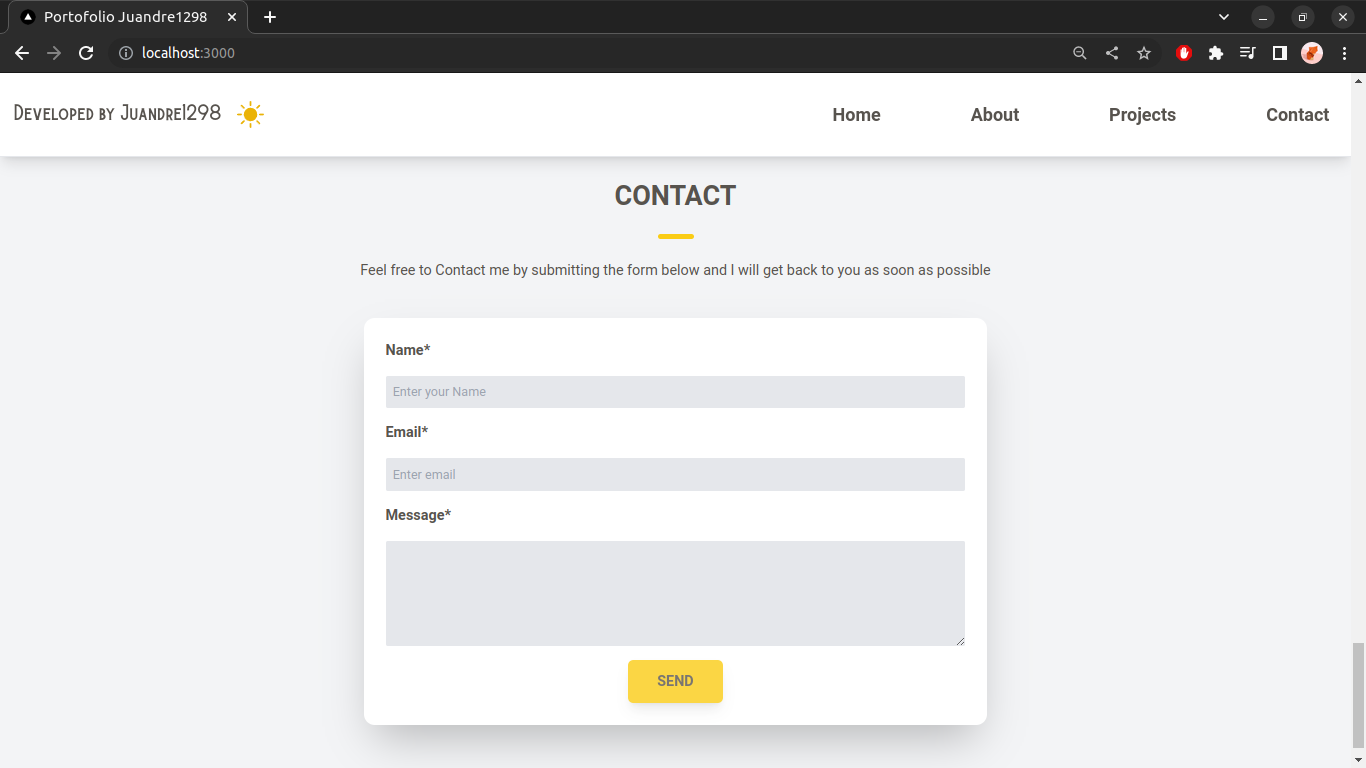 Portofolio Juandre1298
localhost:3000
Developed by Juandre1298
Home About Projects Contact
CONTACT
Feel free to Contact me by submitting the form below and I will get back to you as soon as possible
Name*
Enter your Name
Email*
Enter email
Message*
SEND